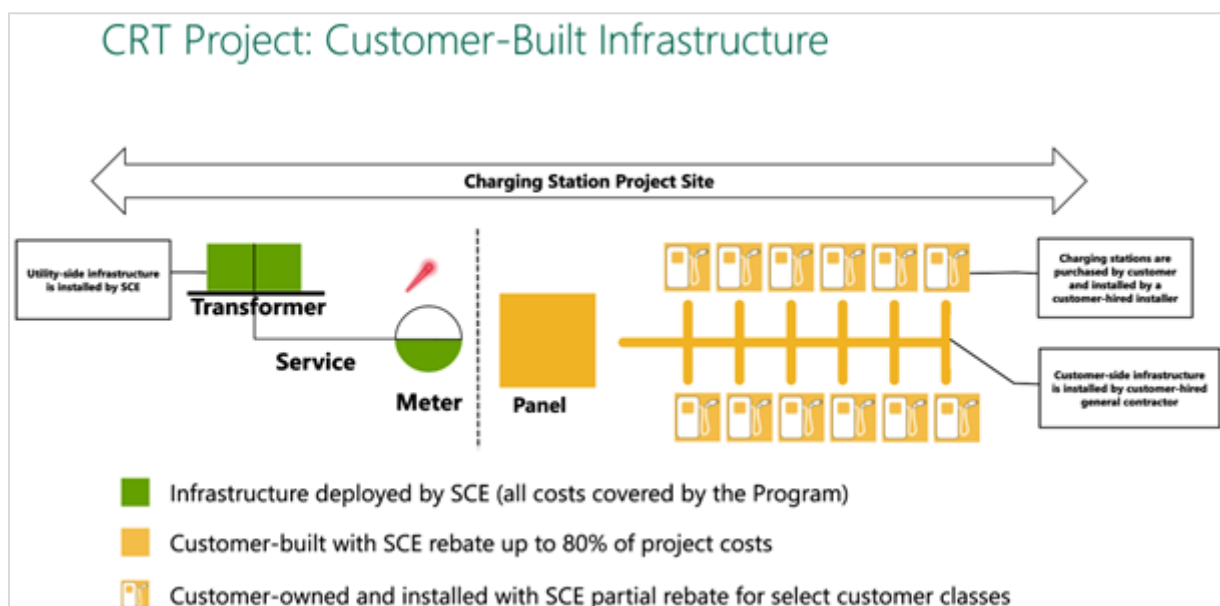 CRT Project: Customer-Built Infrastructure
Charging Station Project Site
Utility-side infrastructure
is installed by SCE
Transformer
Service
Meter
Panel
Charging stations are
purchased by customer
and installed by a
customer-hired installer
Customer-side infrastructure
is installed by customer-hired
general contractor
Infrastructure deployed by SCE (all costs covered by the Program)
Customer-built with SCE rebate up to 80% of project costs
Customer-owned and installed with SCE partial rebate for select customer classes